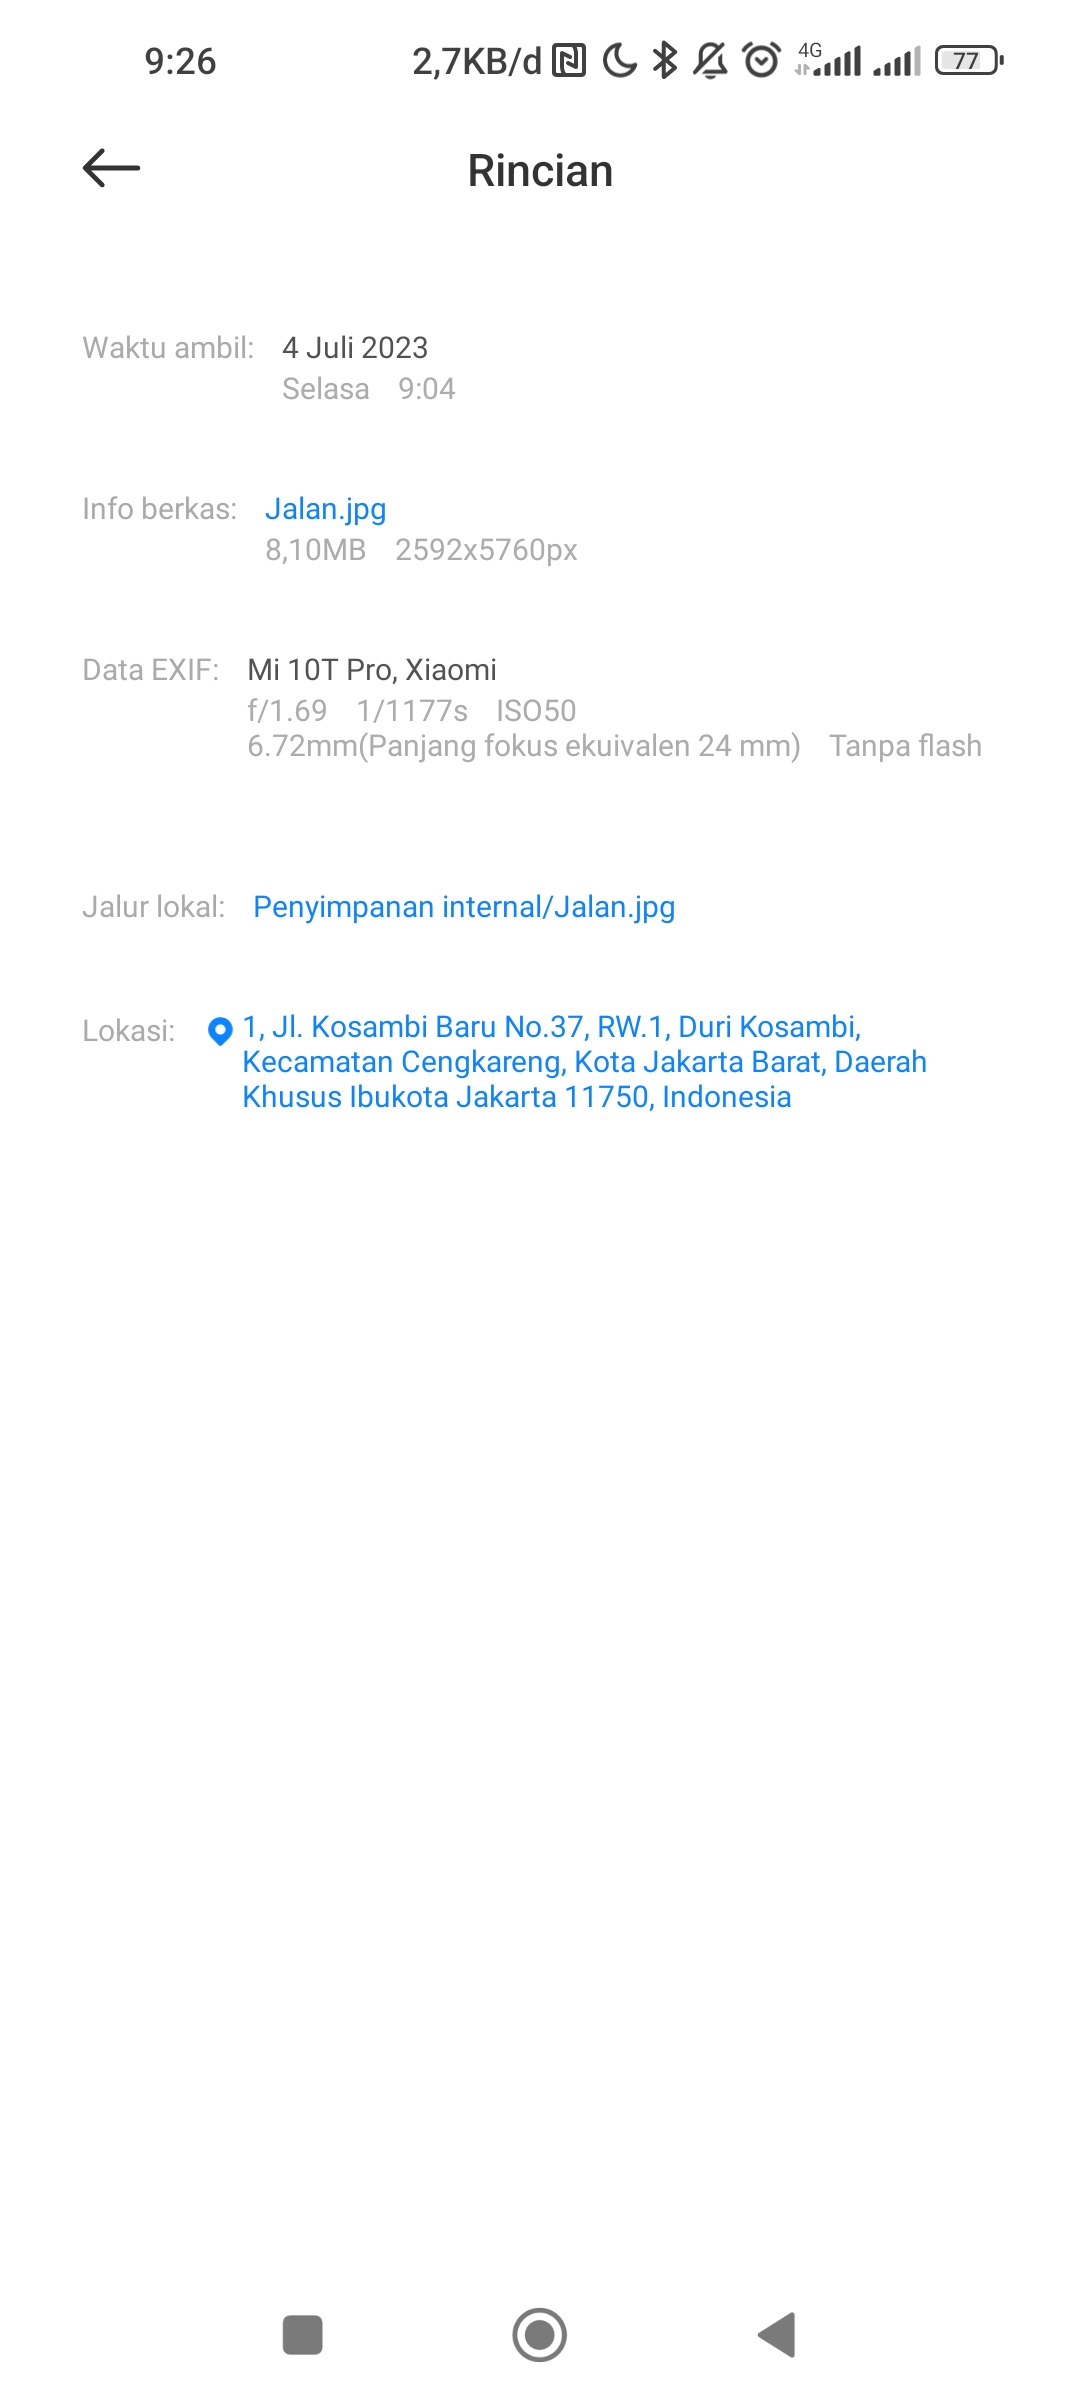 9:26 2,7KB/d 4G 77
Rincian
Waktu ambil: 4 Juli 2023
Selasa 9:04
Info berkas: Jalan.jpg
8,10MB 2592x5760px
Data EXIF: Mi 10T Pro, Xiaomi
f/1.69 1/1177s ISO50
6.72mm(Panjang fokus ekuivalen 24 mm) Tanpa flash
Jalur lokal: Penyimpanan internal/Jalan.jpg
Lokasi: 1, Jl. Kosambi Baru No.37, RW.1, Duri Kosambi,
Kecamatan Cengkareng, Kota Jakarta Barat, Daerah
Khusus Ibukota Jakarta 11750, Indonesia